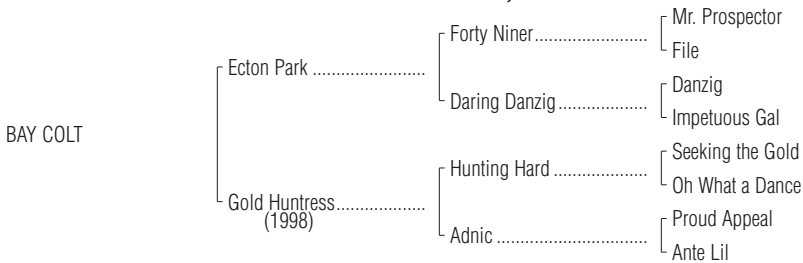 Mr. Prospector
Forty Niner........................
File
Ecton Park ........................
Danzig
Daring Danzig...................
Impetuous Gal
BAY COLT
Seeking the Gold
Hunting Hard ....................
Oh What a Dance
Gold Huntress...................
(1998)
Proud Appeal
Adnic ................................
Ante Lil